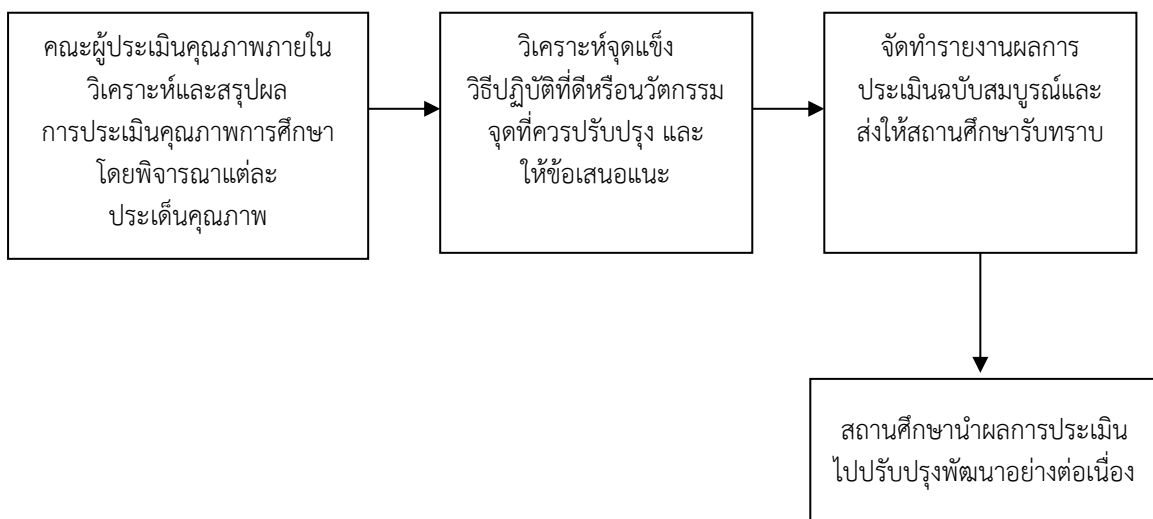 คณะผู้ประเมินคุณภาพภายใน
วิเคราะห์และสรุปผล
การประเมินคุณภาพการศึกษา
โดยพิจารณาแต่ละ
ประเด็นคุณภาพ
วิเคราะห์จุดแข็ง
วิธีปฏิบัติที่ดีหรือนวัตกรรม
จุดที่ควรปรับปรุง และ
ให้ข้อเสนอแนะ
จัดทำรายงานผลการ
ประเมินฉบับสมบูรณ์และ
ส่งให้สถานศึกษารับทราบ
สถานศึกษานำผลการประเมิน
ไปปรับปรุงพัฒนาอย่างต่อเนื่อง